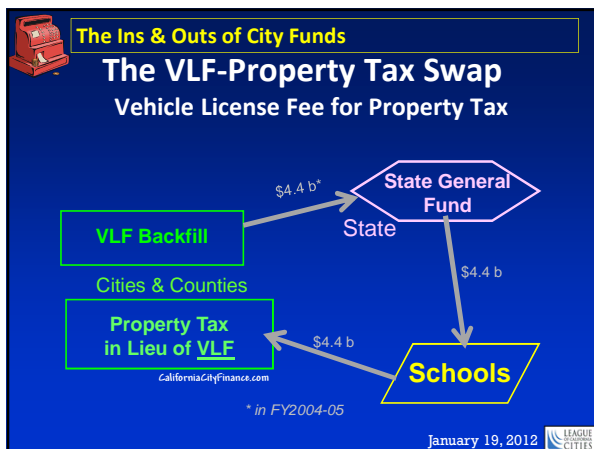 The Ins & Outs of City Funds
The VLF-Property Tax Swap
Vehicle License Fee for Property Tax
$4.4 b*
State General
Fund
State
VLF Backfill
$4.4 b
Cities & Counties
Property Tax
in Lieu of VLF
$4.4 b
CaliforniaCityFinance.com
Schools
* in FY2004-05
January 19, 2012
LEAGUE
OF CALIFORNIA
CITIES